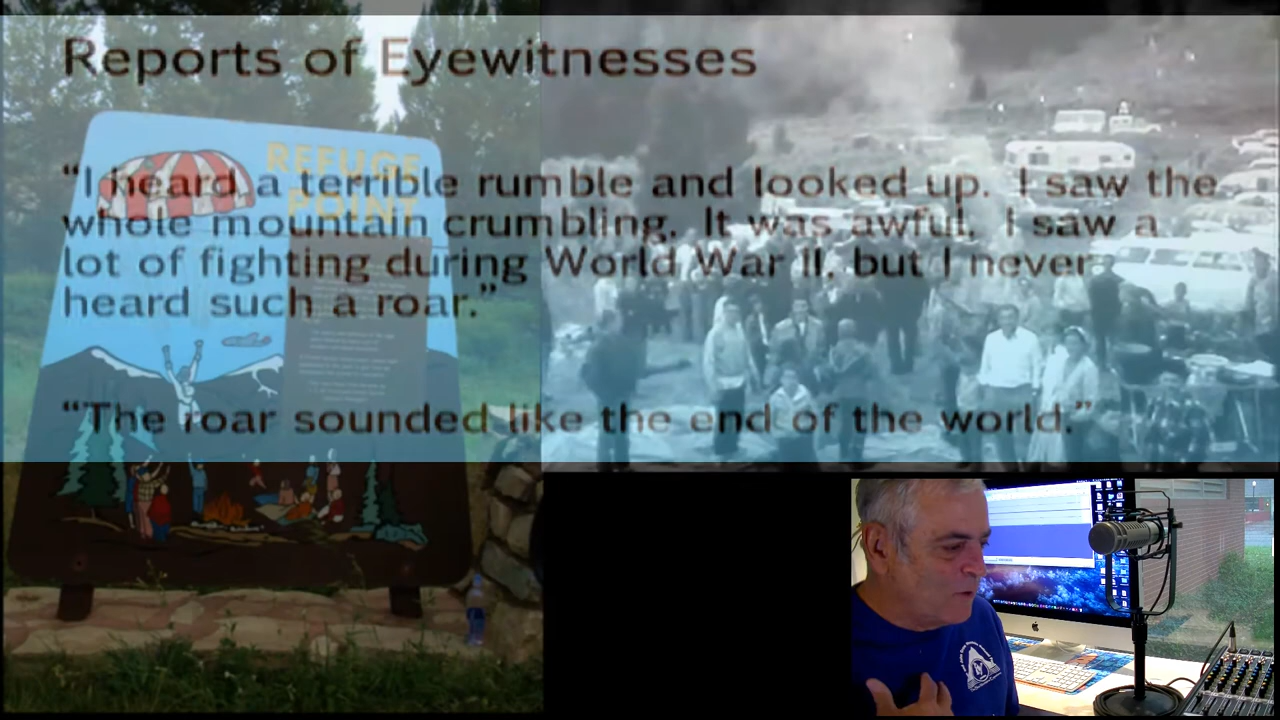 Reports of Eyewitnesses
“I heard a terrible rumble and looked up. I saw the
whole mountain crumbling. It was awful. I saw a
lot of fighting during World War II, but I never
heard such a roar.”
“The roar sounded like the end of the world.”
REFUGE
POINT